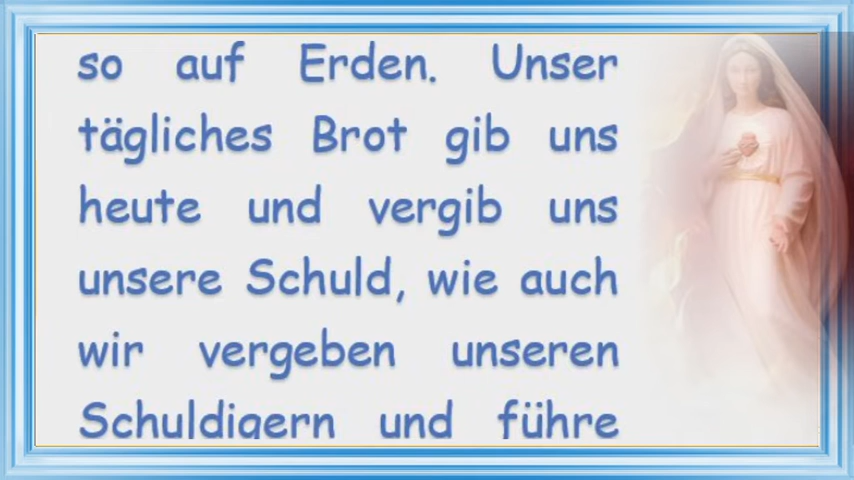 so auf Erden. Unser
tägliches Brot gib uns
heute und vergib uns
unsere Schuld, wie auch
wir vergeben unseren
Schuldigern und führe